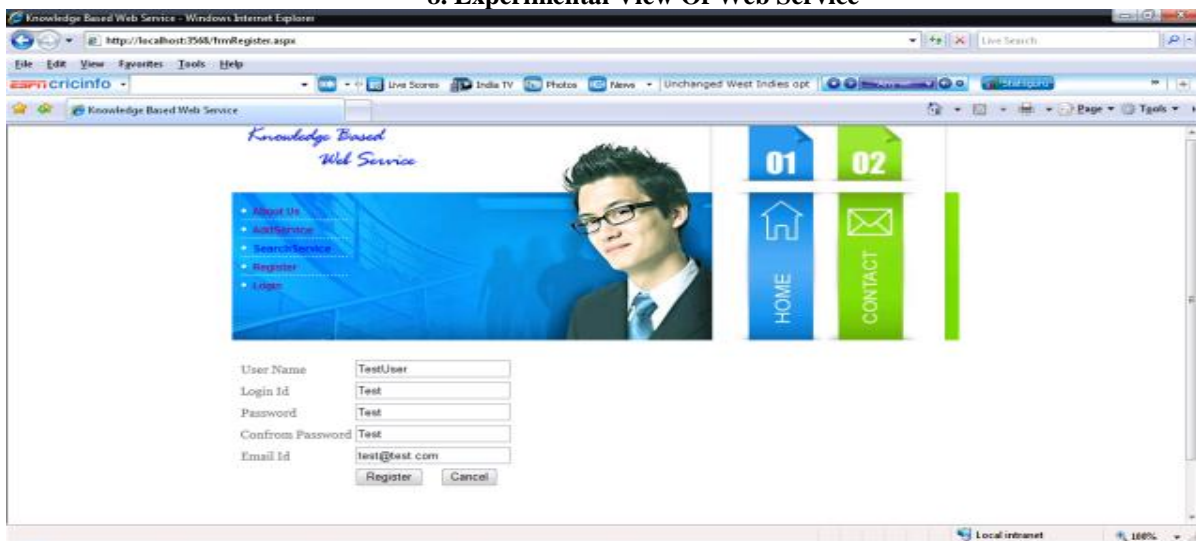 8. Experimental View Of Web Service
Knowledge Based Web Service - Windows Internet Explorer
http://localhost:3568/frmRegister.aspx
Live Search
File Edit View Favorites Tools Help
ESPN cricinfo
Live Scores India TV Photos News Unchanged West Indies opt
Knowledge Based Web Service
Page Tools
Knowledge Based
Web Service
01 02
About Us
AddService
SearchService
Register
Login
HOME
CONTACT
User Name TestUser
Login Id Test
Password Test
Confrom Password Test
Email Id test@test.com
Register Cancel
Local intranet 100%